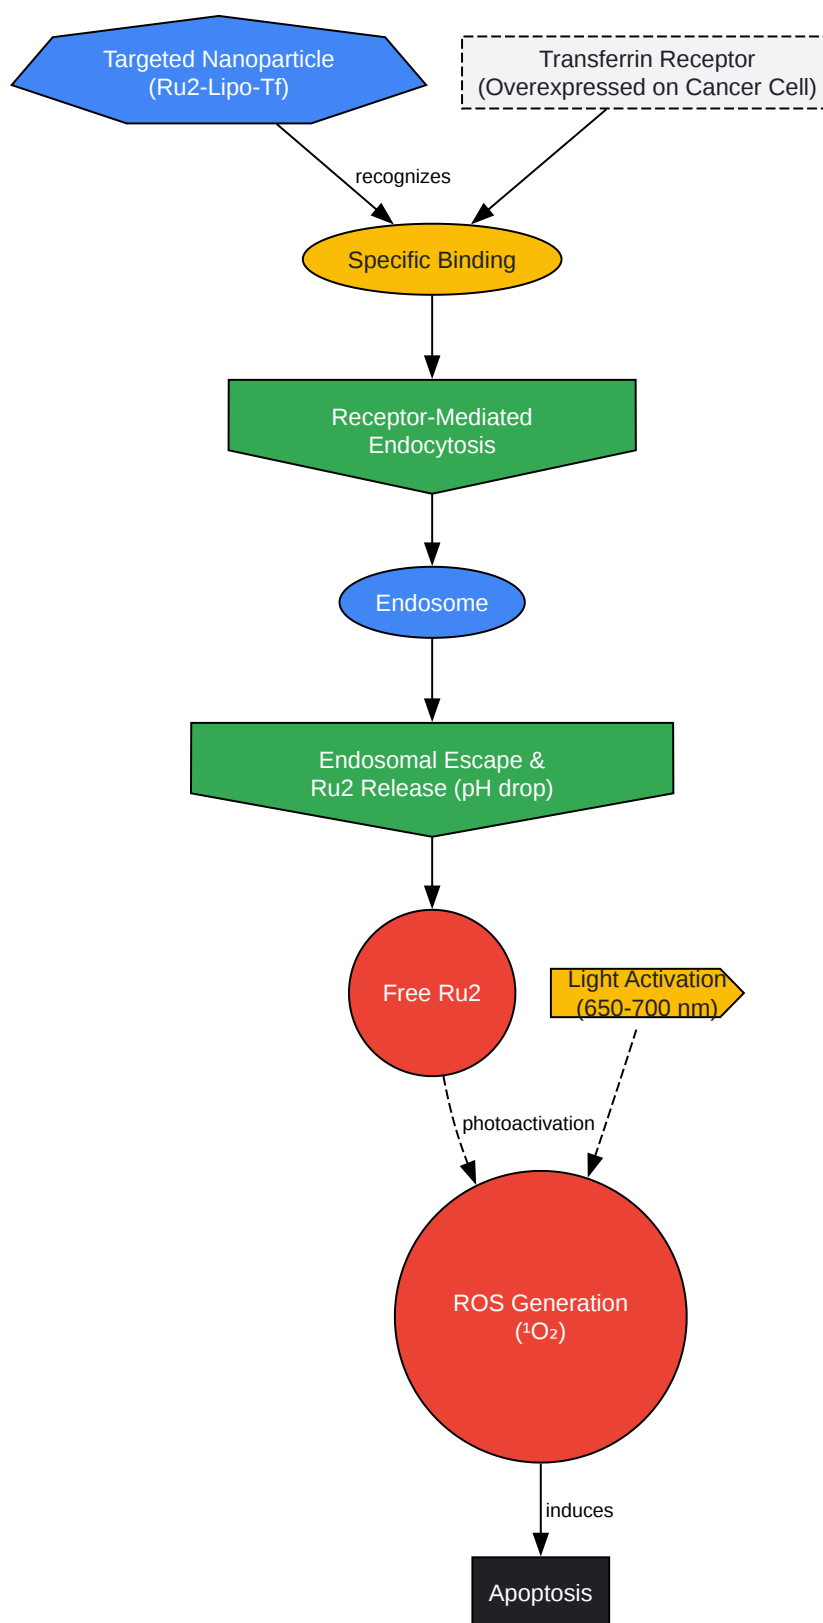 Targeted Nanoparticle
(Ru2-Lipo-Tf)
Transferrin Receptor
(Overexpressed on Cancer Cell)
recognizes
Specific Binding
Receptor-Mediated
Endocytosis
Endosome
Endosomal Escape &
Ru2 Release (pH drop)
Free Ru2
Light Activation
(650-700 nm)
photoactivation
ROS Generation
(¹O₂)
induces
Apoptosis